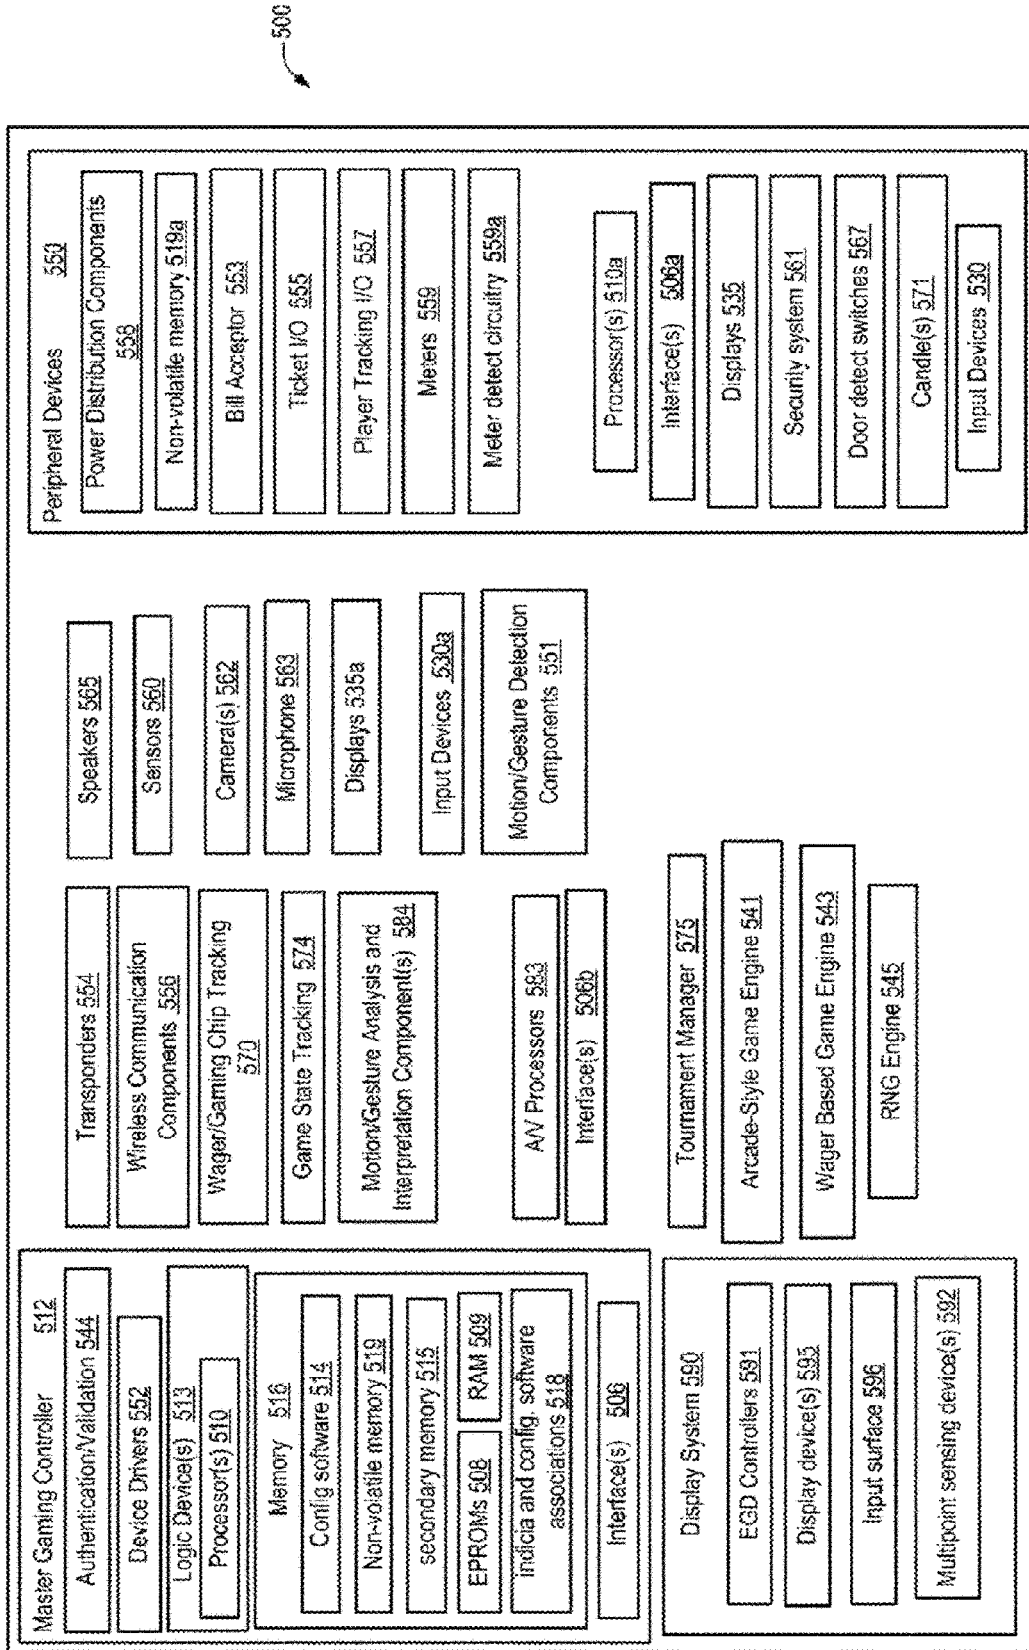 500
Master Gaming Controller 512
Authentication/Validation 544
Device Drivers 552
Logic Device(s) 513
Processor(s) 510
Memory 516
Config software 514
Non-volatile memory 519
secondary memory 515
EPROMs 508
RAM 509
indicia and config. software
associations 518
Interface(s) 506
Transponders 554
Wireless Communication
Components 556
Wager/Gaming Chip Tracking
570
Game State Tracking 574
Motion/Gesture Analysis and
Interpretation Component(s) 584
A/V Processors 583
Interface(s) 506b
Speakers 565
Sensors 560
Camera(s) 562
Microphone 563
Displays 535a
Input Devices 530a
Motion/Gesture Detection
Components 551
Peripheral Devices 550
Power Distribution Components
558
Non-volatile memory 519a
Bill Acceptor 553
Ticket I/O 555
Player Tracking I/O 557
Meters 559
Meter detect circuitry 559a
Processor(s) 510a
Interface(s) 506a
Displays 535
Security system 561
Door detect switches 567
Candle(s) 571
Input Devices 530
Display System 590
EGD Controllers 591
Display device(s) 595
Input surface 596
Multipoint sensing device(s) 592
Tournament Manager 575
Arcade-Style Game Engine 541
Wager Based Game Engine 543
RNG Engine 545